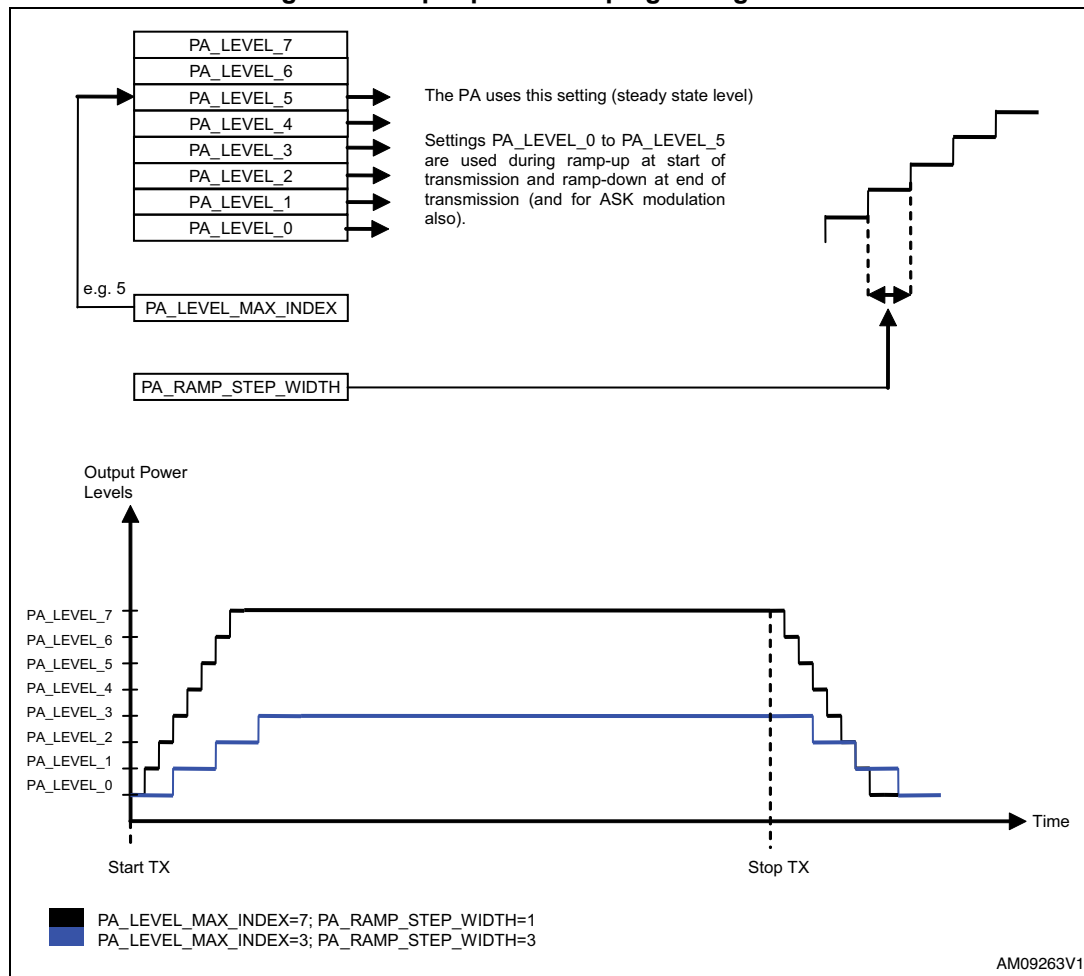 PA_LEVEL_7
PA_LEVEL_6
PA_LEVEL_5
PA_LEVEL_4
PA_LEVEL_3
PA_LEVEL_2
PA_LEVEL_1
PA_LEVEL_0
The PA uses this setting (steady state level)
Settings PA_LEVEL_0 to PA_LEVEL_5
are used during ramp-up at start of
transmission and ramp-down at end of
transmission (and for ASK modulation
also).
e.g. 5
PA_LEVEL_MAX_INDEX
PA_RAMP_STEP_WIDTH
Output Power
Levels
PA_LEVEL_7
PA_LEVEL_6
PA_LEVEL_5
PA_LEVEL_4
PA_LEVEL_3
PA_LEVEL_2
PA_LEVEL_1
PA_LEVEL_0
Time
Start TX
Stop TX
PA_LEVEL_MAX_INDEX=7; PA_RAMP_STEP_WIDTH=1
PA_LEVEL_MAX_INDEX=3; PA_RAMP_STEP_WIDTH=3
AM09263V1